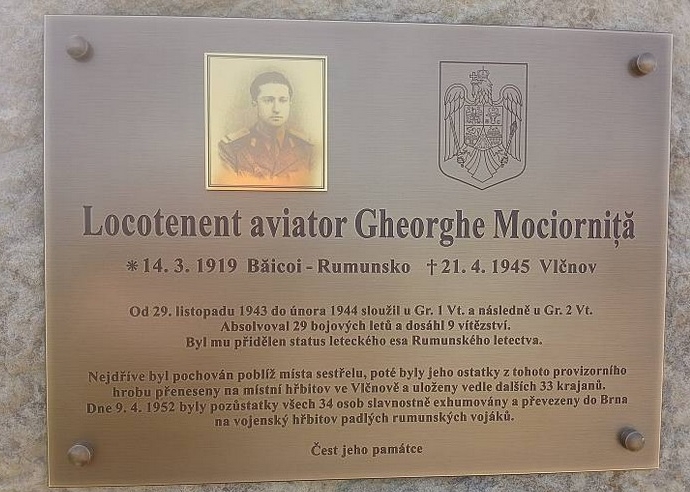 Locotenent aviator Gheorghe Mociorniță
* 14. 3. 1919 Băicoi - Rumunsko † 21. 4. 1945 Vlčnov
Od 29. listopadu 1943 do února 1944 sloužil u Gr. 1 Vt. a následně u Gr. 2 Vt.
Absolvoval 29 bojových letů a dosáhl 9 vítězství.
Byl mu přidělen status leteckého esa Rumunského letectva.
Nejdříve byl pochován poblíž místa sestřelu, poté byly jeho ostatky z tohoto provizorního
hrobu přeneseny na místní hřbitov ve Vlčnově a uloženy vedle dalších 33 krajanů.
Dne 9. 4. 1952 byly pozůstatky všech 34 osob slavnostně exhumovány a převezeny do Brna
na vojenský hřbitov padlých rumunských vojáků.
Čest jeho památce